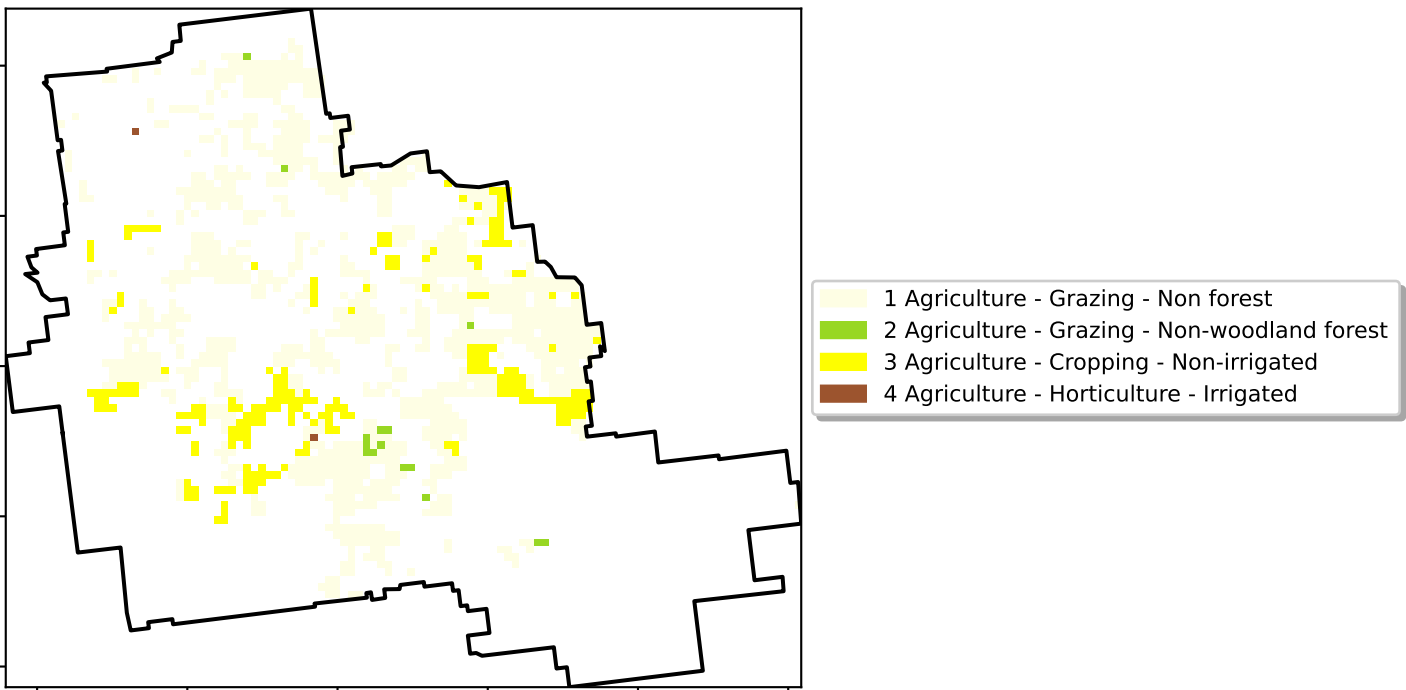 1 Agriculture - Grazing - Non forest
2 Agriculture - Grazing - Non-woodland forest
3 Agriculture - Cropping - Non-irrigated
4 Agriculture - Horticulture - Irrigated